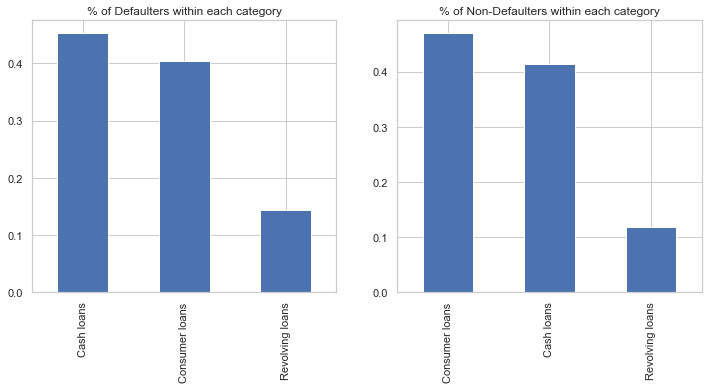 % of Defaulters within each category
0.4
0.3
0.2
0.1
0.0
Cash loans
Consumer loans
Revolving loans
% of Non-Defaulters within each category
0.4
0.3
0.2
0.1
0.0
Consumer loans
Cash loans
Revolving loans